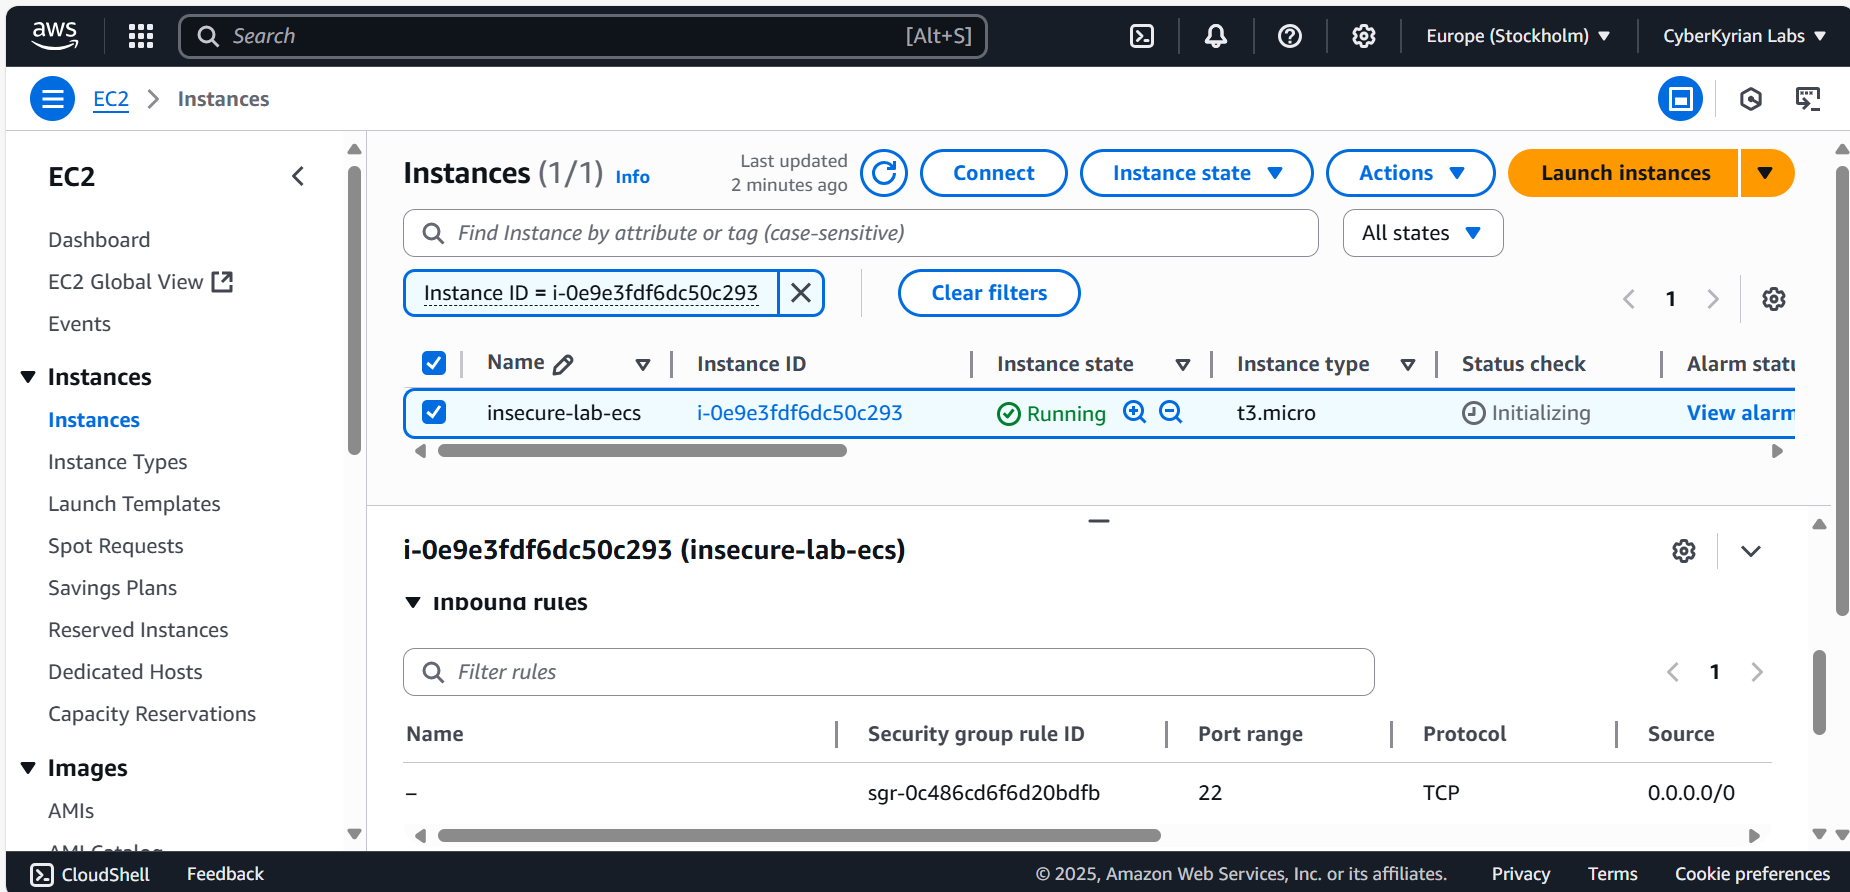 aws
Search [Alt+S]
Europe (Stockholm)
CyberKyrian Labs
EC2
Instances
EC2
Dashboard
EC2 Global View
Events
Instances
Instances
Instance Types
Launch Templates
Spot Requests
Savings Plans
Reserved Instances
Dedicated Hosts
Capacity Reservations
Images
AMIs
AMI Catalog
Instances (1/1) Info
Last updated
2 minutes ago
Connect
Instance state
Actions
Launch instances
Find Instance by attribute or tag (case-sensitive)
All states
Instance ID = i-0e9e3fdf6dc50c293
Clear filters
1
Name Instance ID Instance state Instance type Status check Alarm statu
insecure-lab-ecs i-0e9e3fdf6dc50c293 Running t3.micro Initializing View alarm
i-0e9e3fdf6dc50c293 (insecure-lab-ecs)
Inbound rules
Filter rules
1
Name Security group rule ID Port range Protocol Source
– sgr-0c486cd6f6d20bdfb 22 TCP 0.0.0.0/0
CloudShell Feedback © 2025, Amazon Web Services, Inc. or its affiliates. Privacy Terms Cookie preferences